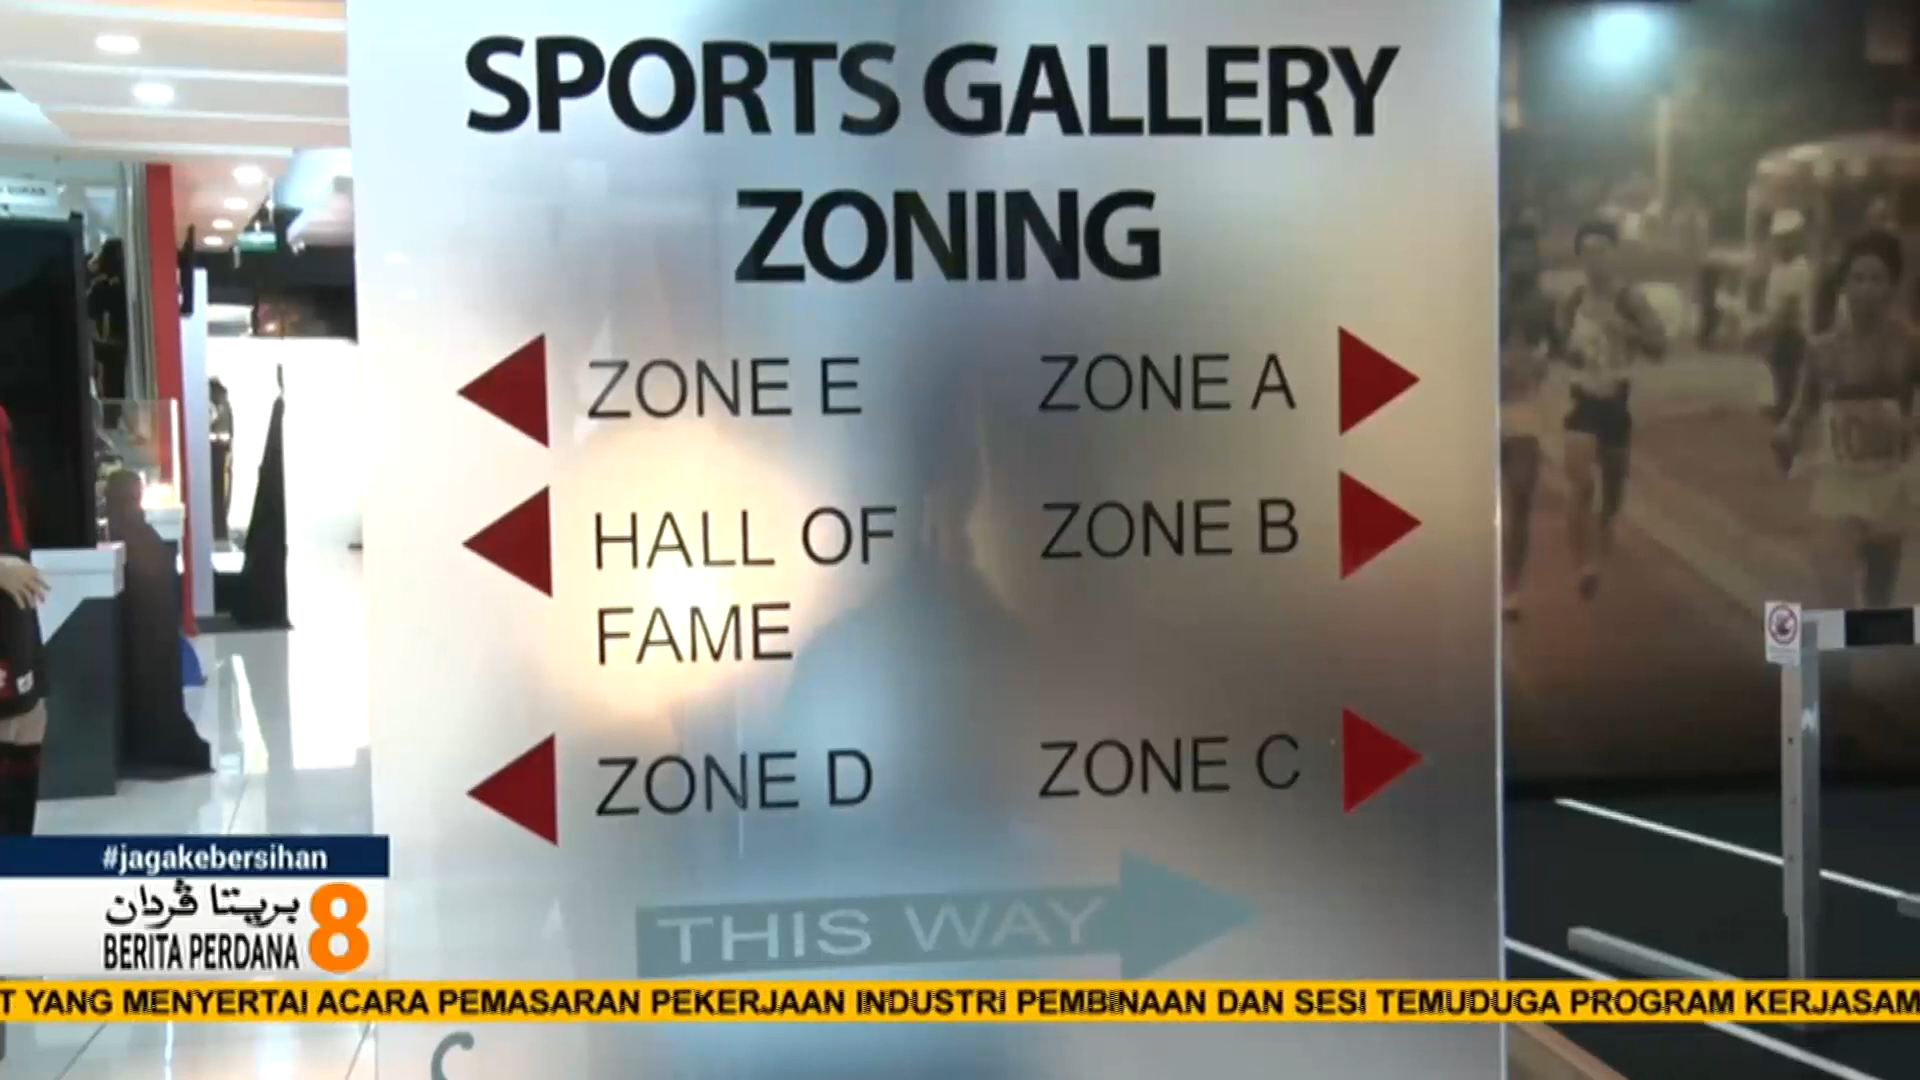 SPORTS GALLERY
ZONING
ZONE E
ZONE A
HALL OF
FAME
ZONE B
ZONE D
ZONE C
THIS WAY
#jagakebersihan
بريتا ڤردان
BERITA PERDANA
8
T YANG MENYERTAI ACARA PEMASARAN PEKERJAAN INDUSTRI PEMBINAAN DAN SESI TEMUDUGA PROGRAM KERJASAM